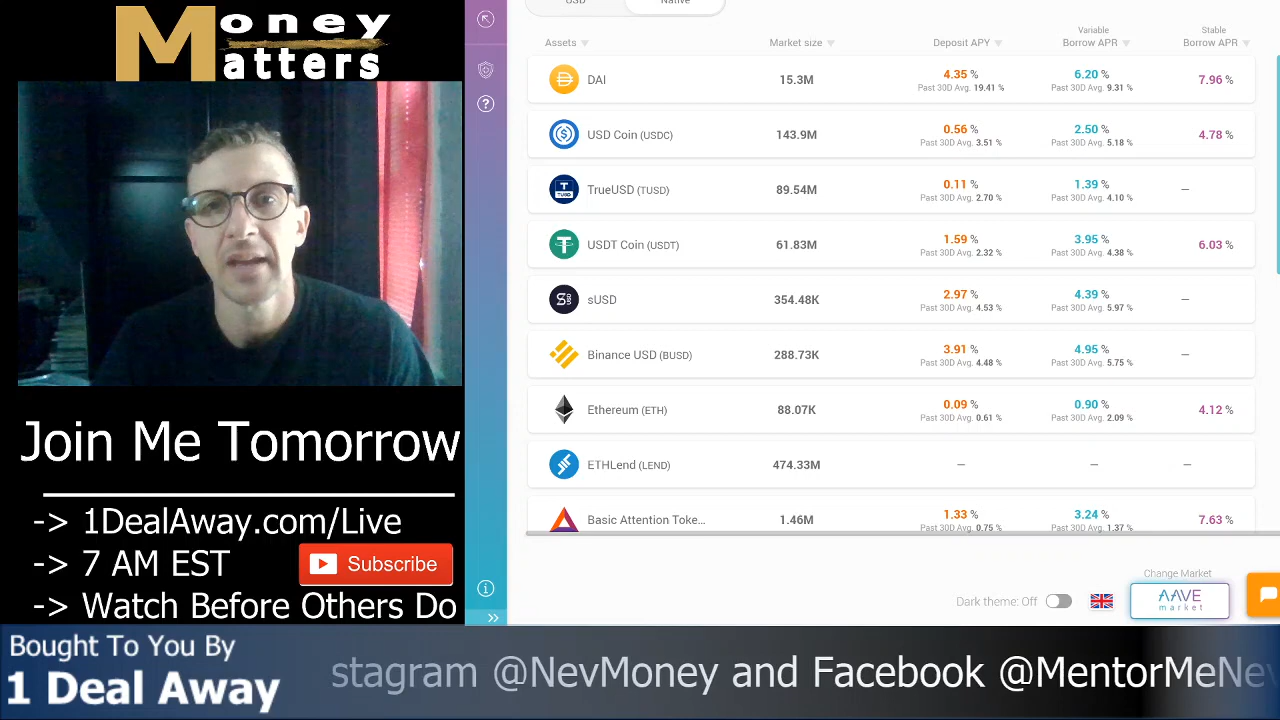 Money
Matters
Join Me Tomorrow
-> 1DealAway.com/Live
-> 7 AM EST
Subscribe
-> Watch Before Others Do
Bought To You By
1 Deal Away
stagram @NevMoney and Facebook @MentorMeNev
USD Native
Assets Market size Deposit APY Variable Borrow APR Stable Borrow APR
DAI 15.3M 4.35 % 6.20 % 7.96 %
Past 30D Avg. 19.41 % Past 30D Avg. 9.31 %
USD Coin (USDC) 143.9M 0.56 % 2.50 % 4.78 %
Past 30D Avg. 3.51 % Past 30D Avg. 5.18 %
TrueUSD (TUSD) 89.54M 0.11 % 1.39 % —
Past 30D Avg. 2.70 % Past 30D Avg. 4.10 %
USDT Coin (USDT) 61.83M 1.59 % 3.95 % 6.03 %
Past 30D Avg. 2.32 % Past 30D Avg. 4.38 %
sUSD 354.48K 2.97 % 4.39 % —
Past 30D Avg. 4.53 % Past 30D Avg. 5.97 %
Binance USD (BUSD) 288.73K 3.91 % 4.95 % —
Past 30D Avg. 4.48 % Past 30D Avg. 5.75 %
Ethereum (ETH) 88.07K 0.09 % 0.90 % 4.12 %
Past 30D Avg. 0.61 % Past 30D Avg. 2.09 %
ETHLend (LEND) 474.33M — — —
Basic Attention Toke... 1.46M 1.33 % 3.24 % 7.63 %
Past 30D Avg. 0.75 % Past 30D Avg. 1.37 %
Change Market
Dark theme: Off
AAVE
market